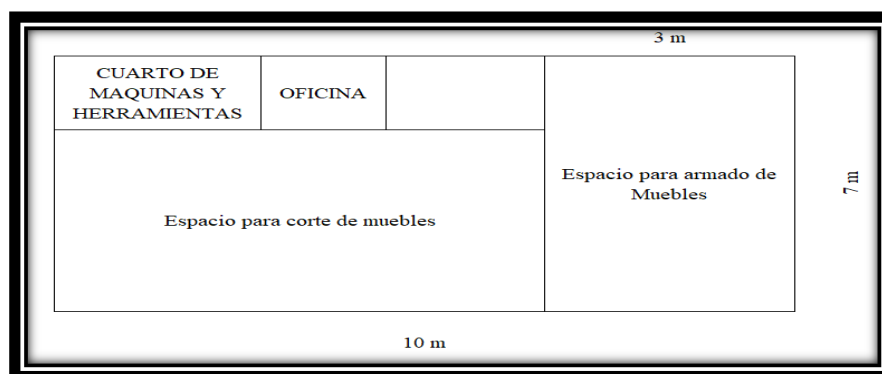 3 m
CUARTO DE
MAQUINAS Y
HERRAMIENTAS
OFICINA
Espacio para armado de
Muebles
7 m
Espacio para corte de muebles
10 m